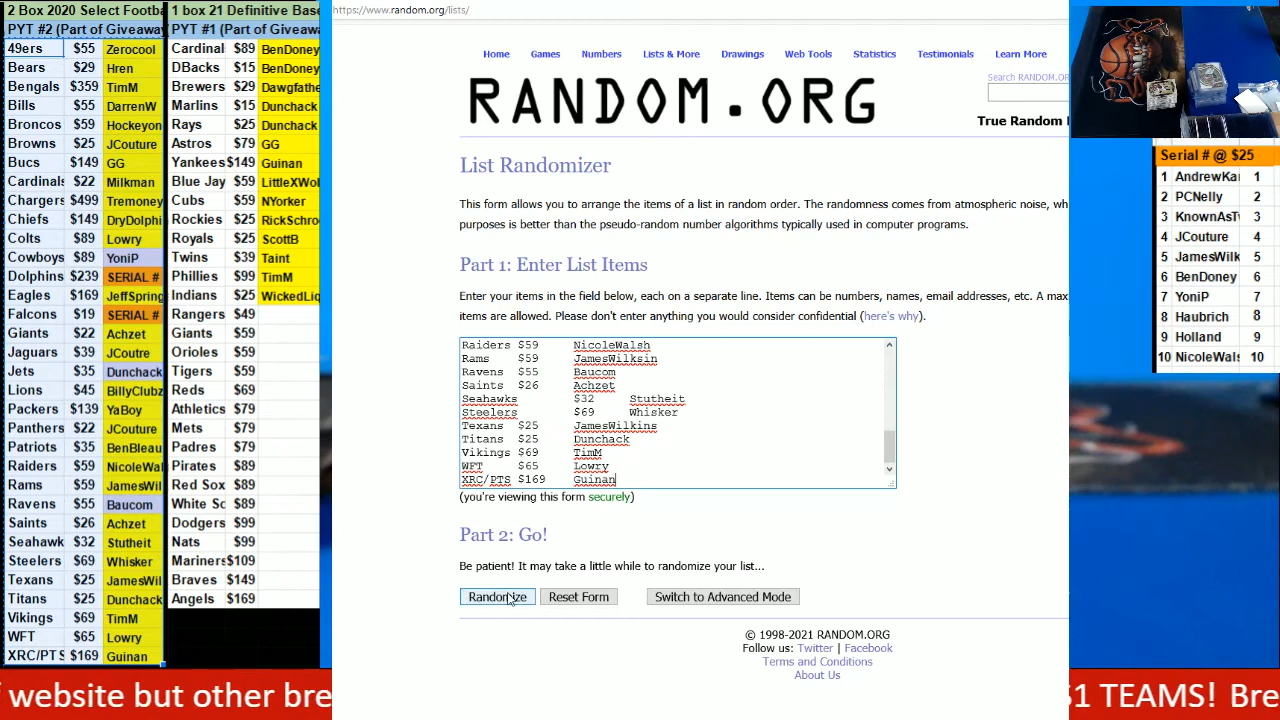 2 Box 2020 Select Footba
PYT #2 (Part of Giveaway
49ers $55 Zerocool
Bears $29 Hren
Bengals $359 TimM
Bills $55 DarrenW
Broncos $59 Hockeyon
Browns $25 JCouture
Bucs $149 GG
Cardinals $22 Milkman
Chargers $499 Tremoney
Chiefs $149 DryDolphi
Colts $89 Lowry
Cowboys $89 YoniP
Dolphins $239 SERIAL #
Eagles $169 JeffSpring
Falcons $19 SERIAL #
Giants $22 Achzet
Jaguars $39 JCoutre
Jets $35 Dunchack
Lions $45 BillyClubz
Packers $139 YaBoy
Panthers $22 JCouture
Patriots $35 BenBleau
Raiders $59 NicoleWal
Rams $59 JamesWil
Ravens $55 Baucom
Saints $26 Achzet
Seahawk $32 Stutheit
Steelers $69 Whisker
Texans $25 JamesWil
Titans $25 Dunchack
Vikings $69 TimM
WFT $65 Lowry
XRC/PTS $169 Guinan
1 box 21 Definitive Base
PYT #1 (Part of Giveawa
Cardinal $89 BenDoney
DBacks $15 BenDoney
Brewers $29 Dawgfathe
Marlins $15 Dunchack
Rays $25 Dunchack
Astros $79 GG
Yankees $149 Guinan
Blue Jay $59 LittleXWol
Cubs $59 NYorker
Rockies $25 RickSchro
Royals $25 ScottB
Twins $39 Taint
Phillies $99 TimM
Indians $25 WickedLiq
Rangers $49
Giants $59
Orioles $59
Tigers $59
Reds $69
Athletics $79
Mets $79
Padres $79
Pirates $89
Red Sox $89
White So $89
Dodgers $99
Nats $99
Mariners $109
Braves $149
Angels $169
https://www.random.org/lists/
Home Games Numbers Lists & More Drawings Web Tools Statistics Testimonials Learn More
Search RANDOM.OR
RANDOM.ORG
True Random
List Randomizer
This form allows you to arrange the items of a list in random order. The randomness comes from atmospheric noise, wh
purposes is better than the pseudo-random number algorithms typically used in computer programs.
Part 1: Enter List Items
Enter your items in the field below, each on a separate line. Items can be numbers, names, email addresses, etc. A max
items are allowed. Please don't enter anything you would consider confidential (here's why).
Raiders $59 NicoleWalsh
Rams $59 JamesWilksin
Ravens $55 Baucom
Saints $26 Achzet
Seahawks $32 Stutheit
Steelers $69 Whisker
Texans $25 JamesWilkins
Titans $25 Dunchack
Vikings $69 TimM
WFT $65 Lowry
XRC/PTS $169 Guinan
(you're viewing this form securely)
Part 2: Go!
Be patient! It may take a little while to randomize your list...
Randomize Reset Form Switch to Advanced Mode
© 1998-2021 RANDOM.ORG
Follow us: Twitter | Facebook
Terms and Conditions
About Us
Serial # @ $25
1 AndrewKai 1
2 PCNelly 2
3 KnownAsT 3
4 JCouture 4
5 JamesWilk 5
6 BenDoney 6
7 YoniP 7
8 Haubrich 8
9 Holland 9
10 NicoleWals 10
f website but other bre
$1 TEAMS! Bre